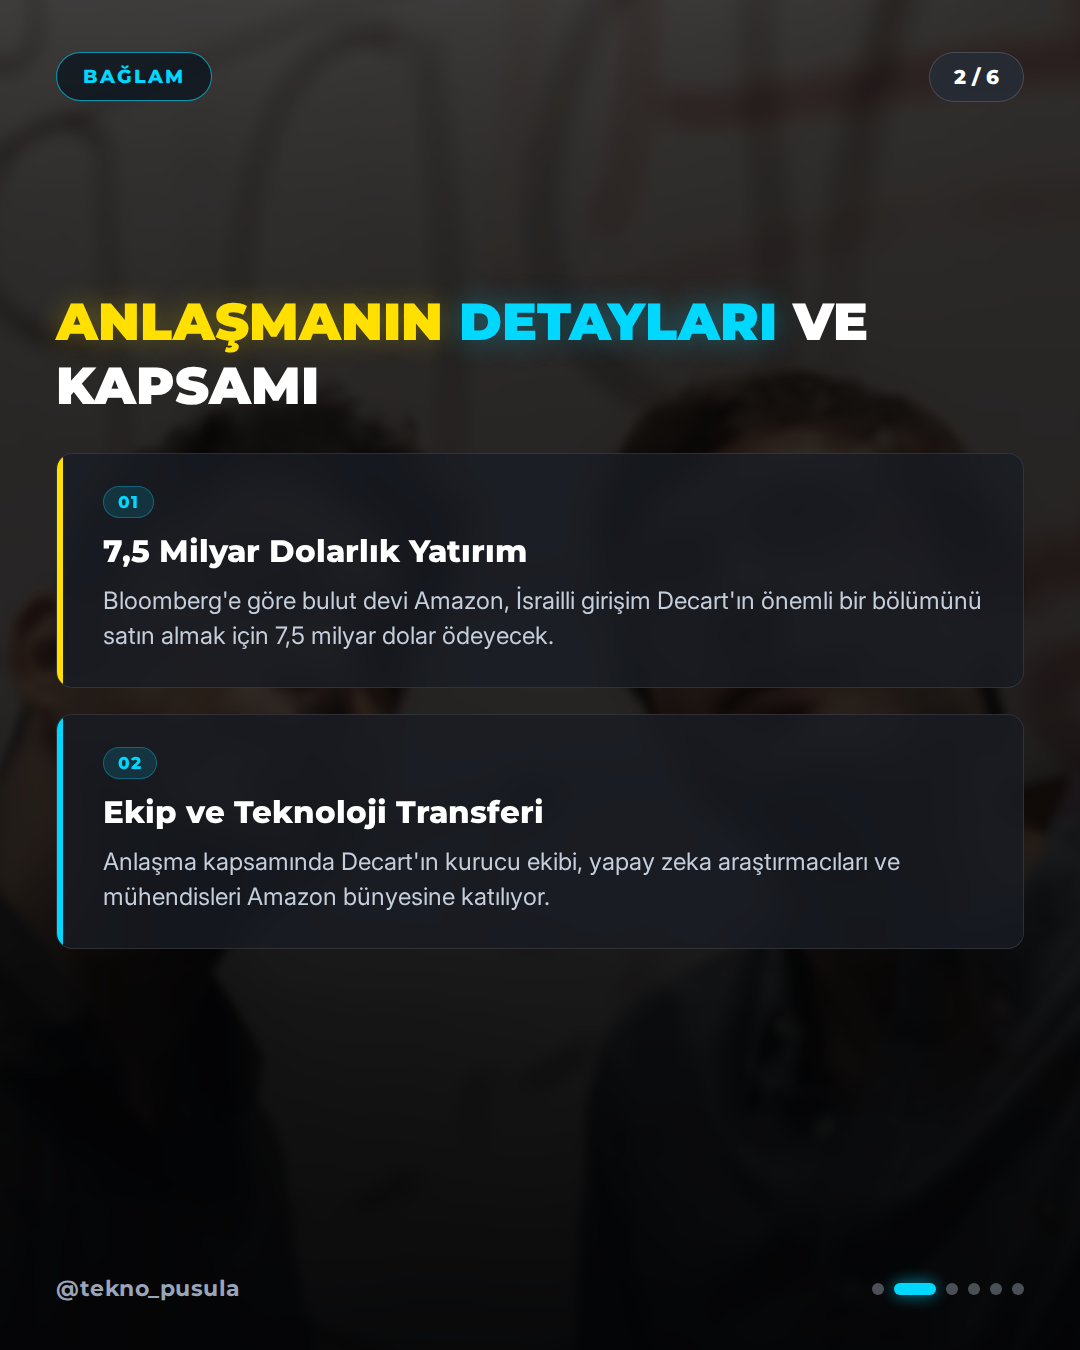 BAĞLAM
2 / 6
ANLAŞMANIN DETAYLARI VE
KAPSAMI
01
7,5 Milyar Dolarlık Yatırım
Bloomberg'e göre bulut devi Amazon, İsrailli girişim Decart'ın önemli bir bölümünü
satın almak için 7,5 milyar dolar ödeyecek.
02
Ekip ve Teknoloji Transferi
Anlaşma kapsamında Decart'ın kurucu ekibi, yapay zeka araştırmacıları ve
mühendisleri Amazon bünyesine katılıyor.
@tekno_pusula